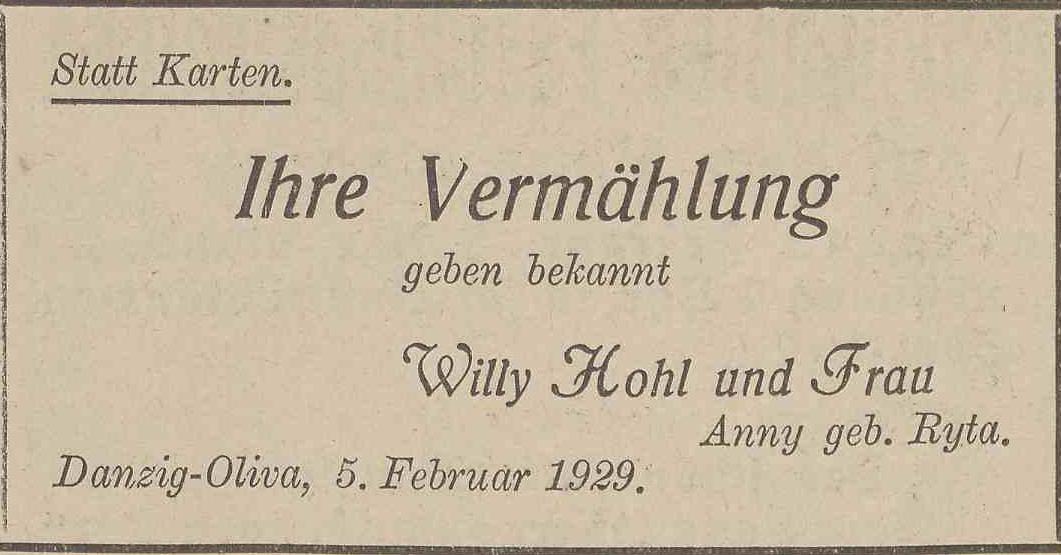 Statt Karten.
Ihre Vermählung
geben bekannt
Willy Hohl und Frau
Anny geb. Ryta.
Danzig-Oliva, 5. Februar 1929.